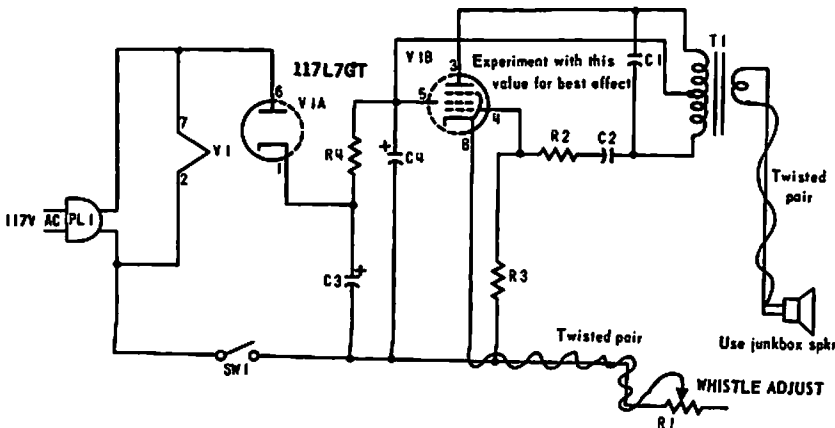 T1
117L7GT
V1B
3
Experiment with this
value for best effect
C1
6
V1A
5
4
7
R4
C4
8
R2
C2
V1
1
2
117V AC PL1
Twisted
pair
C3
R3
Twisted pair
Use junkbox spkr
SW1
WHISTLE ADJUST
R1